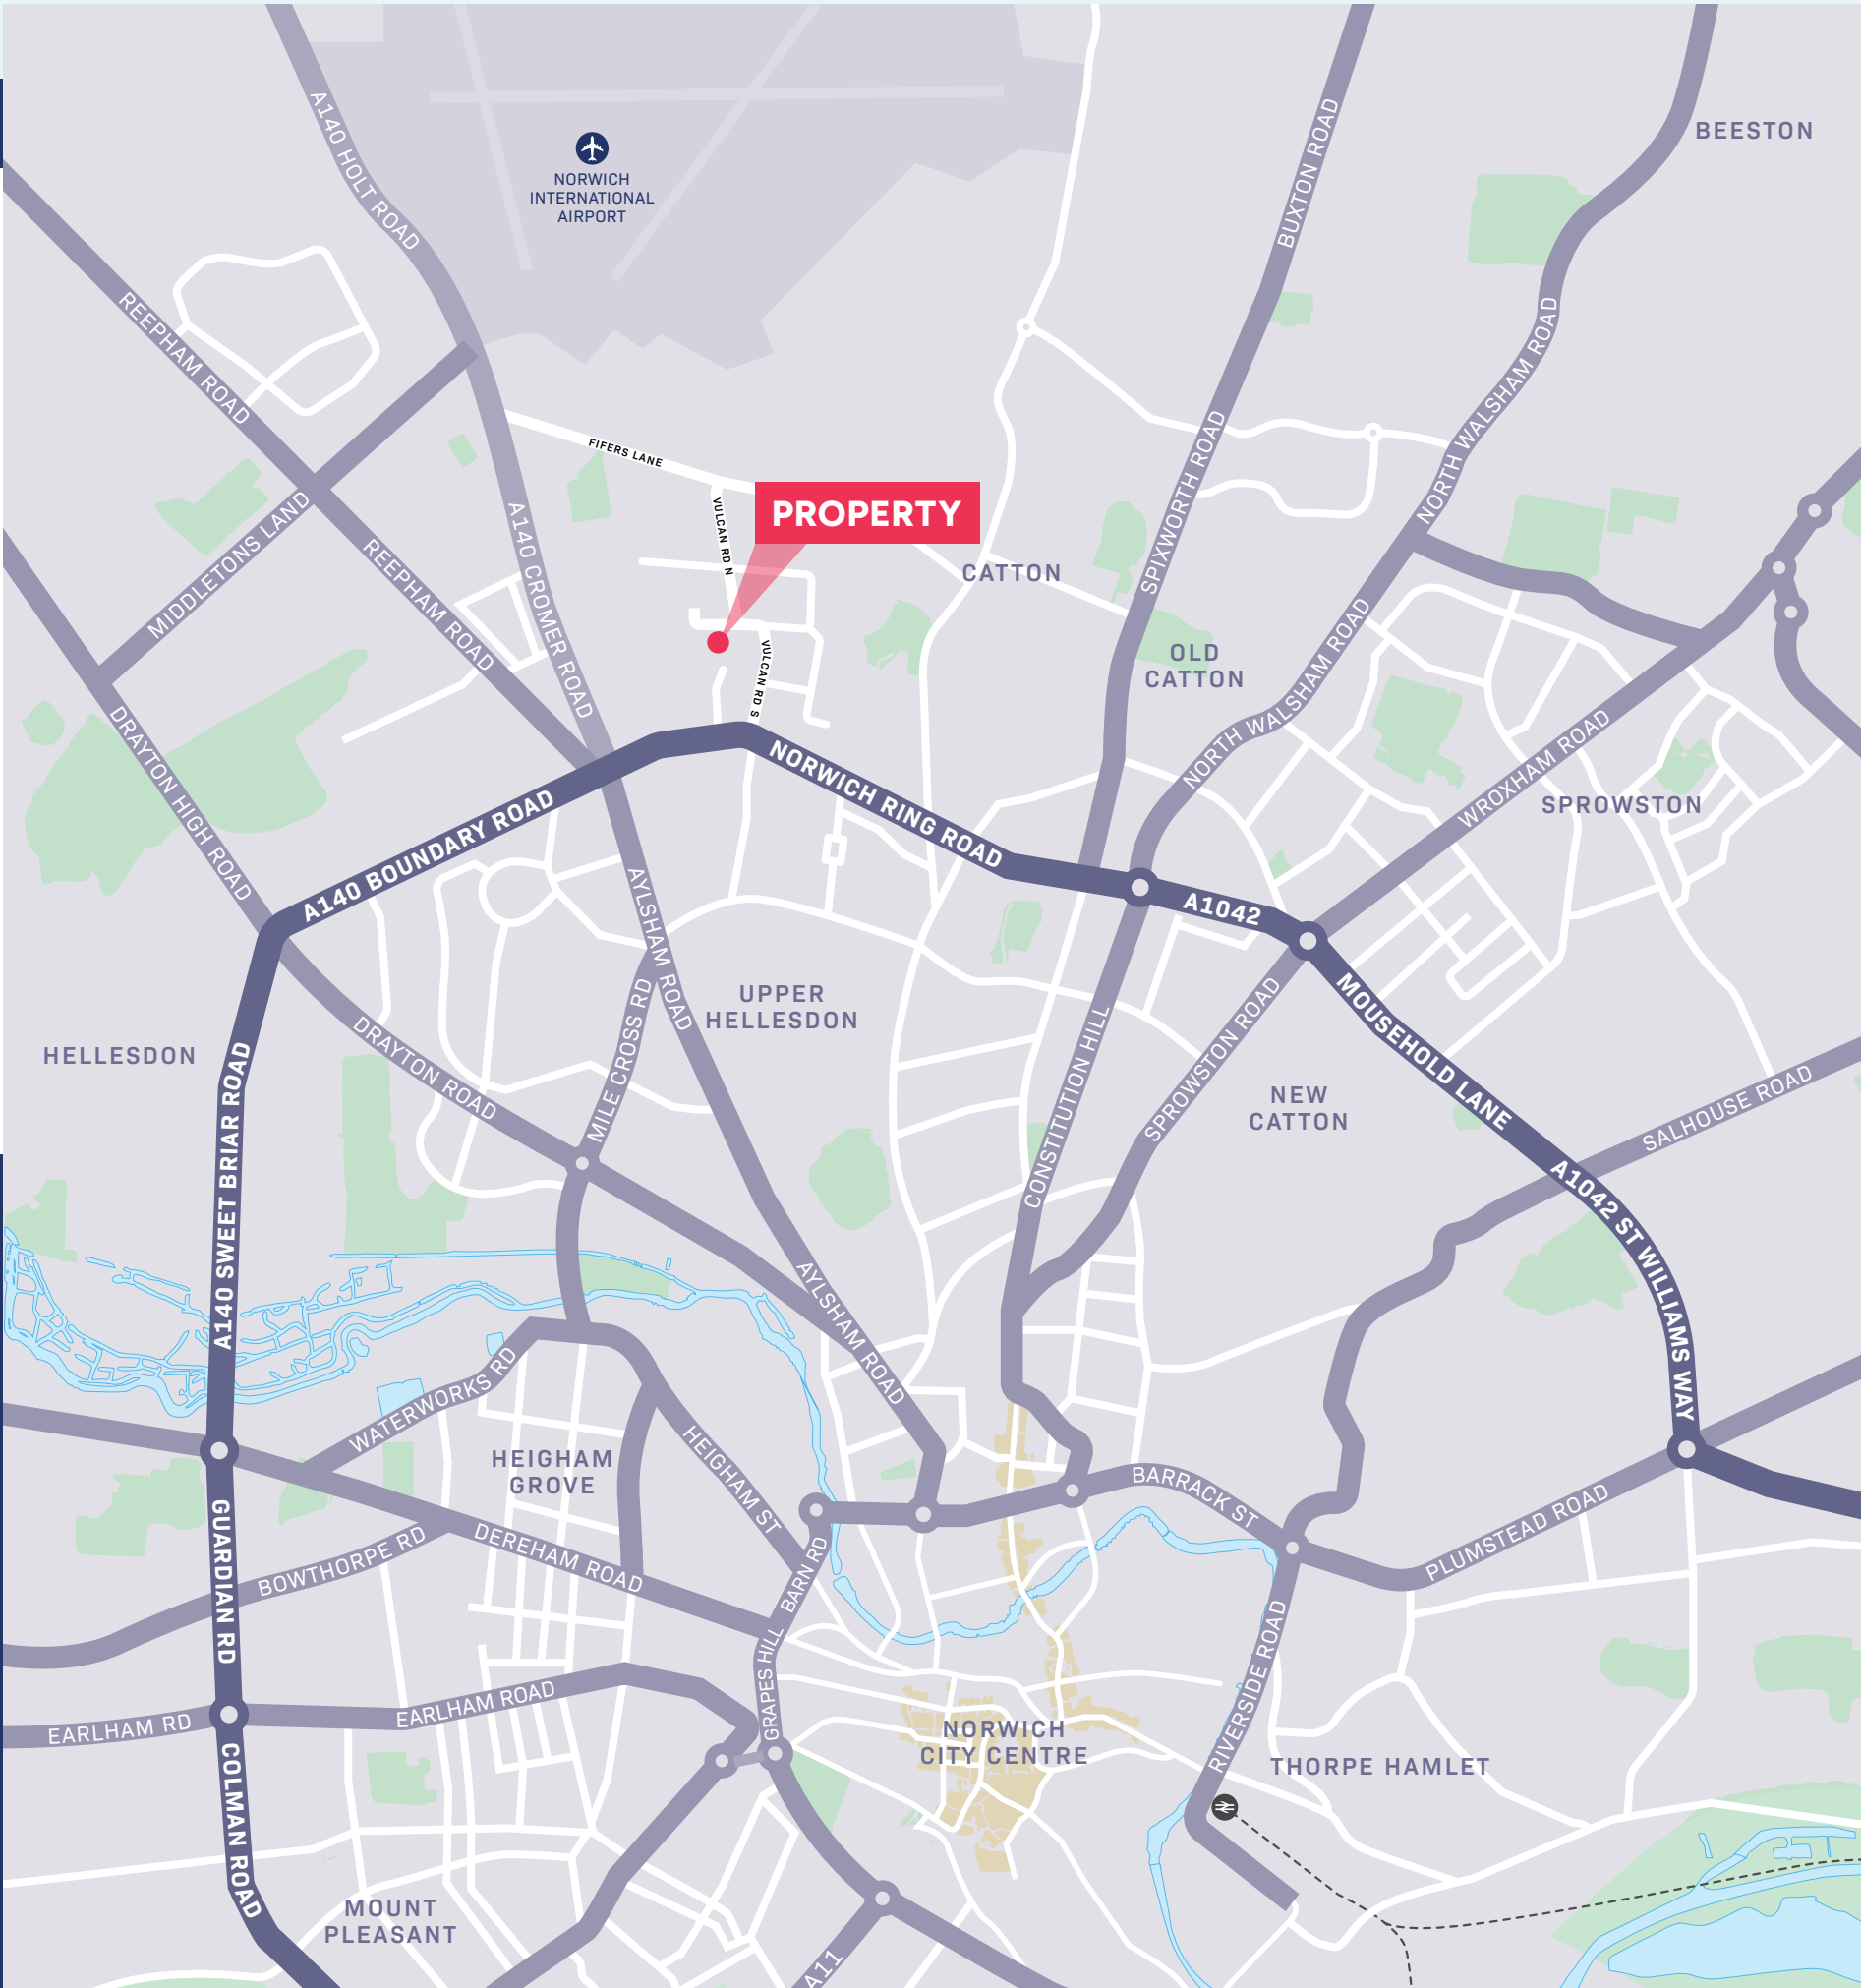 BEESTON
A140 HOLT ROAD
BUXTON ROAD
NORWICH
INTERNATIONAL
AIRPORT
REEPHAM ROAD
NORTH WALSHAM ROAD
FIFERS LANE
SPIXWORTH ROAD
VULCAN RD N
PROPERTY
MIDDLETONS LAND
REEPHAM ROAD
A140 CROMER ROAD
CATTON
OLD
CATTON
NORTH WALSHAM ROAD
VULCAN RD S
DRAYTON HIGH ROAD
NORWICH RING ROAD
WROXHAM ROAD
SPROWSTON
A140 BOUNDARY ROAD
A1042
AYLSHAM ROAD
UPPER
HELLESDON
HELLESDON
DRAYTON ROAD
MILE CROSS RD
CONSTITUTION HILL
SPROWSTON ROAD
MOUSEHOLD LANE
NEW
CATTON
SALHOUSE ROAD
A140 SWEET BRIAR ROAD
A1042 ST WILLIAMS WAY
AYLSHAM ROAD
WATERWORKS RD
HEIGHAM
GROVE
HEIGHAM ST
BARRACK ST
PLUMSTEAD ROAD
GUARDIAN RD
BOWTHORPE RD
DEREHAM ROAD
BARN RD
GRAPES HILL
RIVERSIDE ROAD
EARLHAM RD
EARLHAM ROAD
NORWICH
CITY CENTRE
THORPE HAMLET
COLMAN ROAD
MOUNT
PLEASANT
A11